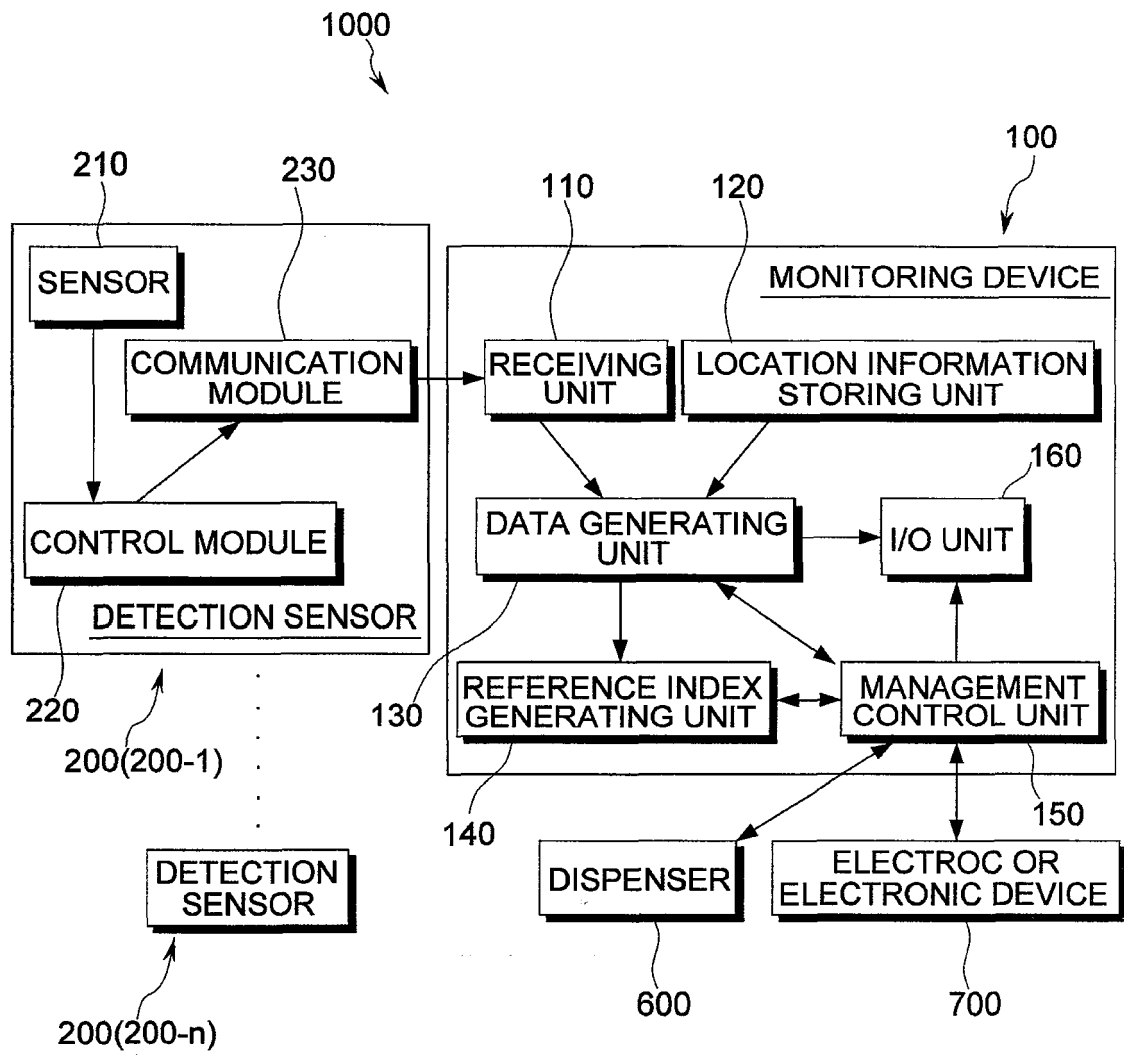 1000
100
210
230
110
120
SENSOR
MONITORING DEVICE
COMMUNICATION
MODULE
RECEIVING
UNIT
LOCATION INFORMATION
STORING UNIT
160
CONTROL MODULE
DATA GENERATING
UNIT
I/O UNIT
DETECTION SENSOR
220
130
REFERENCE INDEX
GENERATING UNIT
MANAGEMENT
CONTROL UNIT
200(200-1)
140
150
DETECTION
SENSOR
DISPENSER
ELECTROC OR
ELECTRONIC DEVICE
600
700
200(200-n)